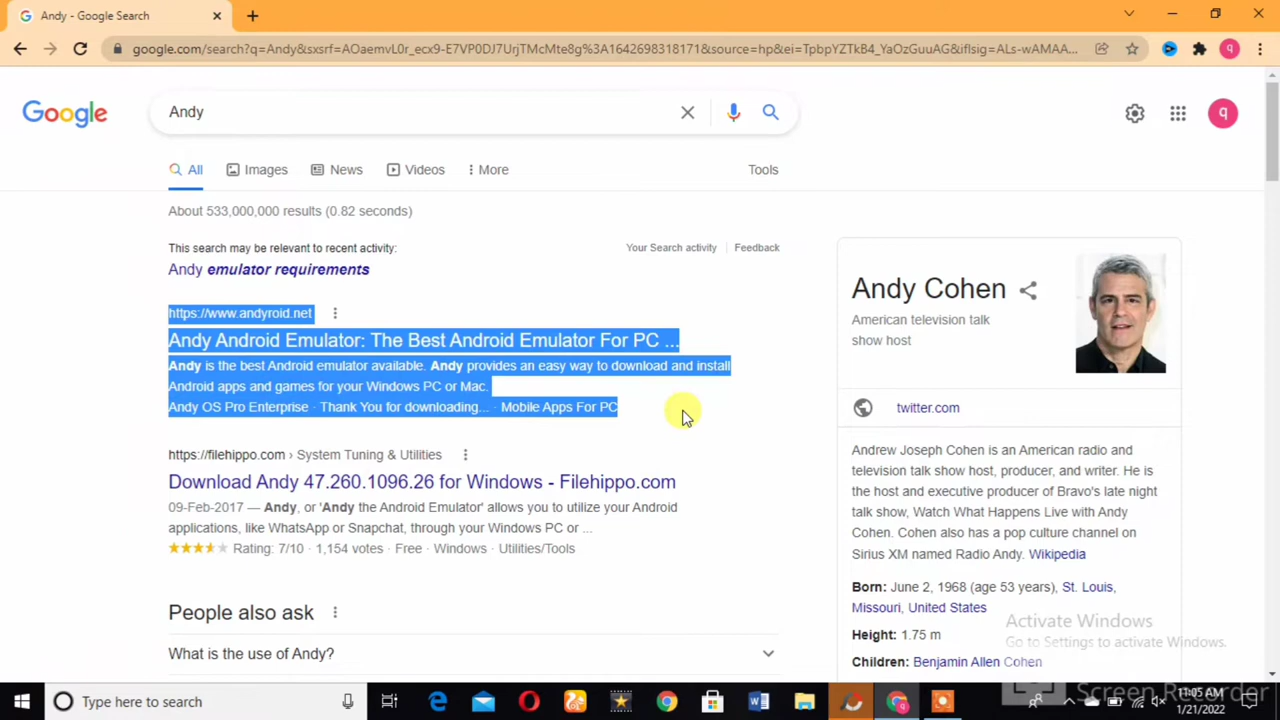 Andy - Google Search
google.com/search?q=Andy&sxsrf=AOaemvL0r_ecx9-E7VP0DJ7UrjTMcMte8g%3A1642698318171&source=hp&ei=TpbpYZTkB4_YaOzGuuAG&iflsig=ALs-wAMAA...
q
Google
Andy
q
All
Images
News
Videos
More
Tools
About 533,000,000 results (0.82 seconds)
This search may be relevant to recent activity:
Your Search activity
Feedback
Andy emulator requirements
https://www.andyroid.net
Andy Android Emulator: The Best Android Emulator For PC ...
Andy is the best Android emulator available. Andy provides an easy way to download and install
Android apps and games for your Windows PC or Mac.
Andy OS Pro Enterprise · Thank You for downloading... · Mobile Apps For PC
https://filehippo.com › System Tuning & Utilities
Download Andy 47.260.1096.26 for Windows - Filehippo.com
09-Feb-2017 — Andy, or 'Andy the Android Emulator' allows you to utilize your Android
applications, like WhatsApp or Snapchat, through your Windows PC or ...
Rating: 7/10 · 1,154 votes · Free · Windows · Utilities/Tools
People also ask
What is the use of Andy?
Andy Cohen
American television talk
show host
twitter.com
Andrew Joseph Cohen is an American radio and
television talk show host, producer, and writer. He is
the host and executive producer of Bravo's late night
talk show, Watch What Happens Live with Andy
Cohen. Cohen also has a pop culture channel on
Sirius XM named Radio Andy. Wikipedia
Born: June 2, 1968 (age 53 years), St. Louis,
Missouri, United States
Height: 1.75 m
Children: Benjamin Allen Cohen
Activate Windows
Go to Settings to activate Windows.
Type here to search
Screen Recorder
11:05 AM
1/21/2022